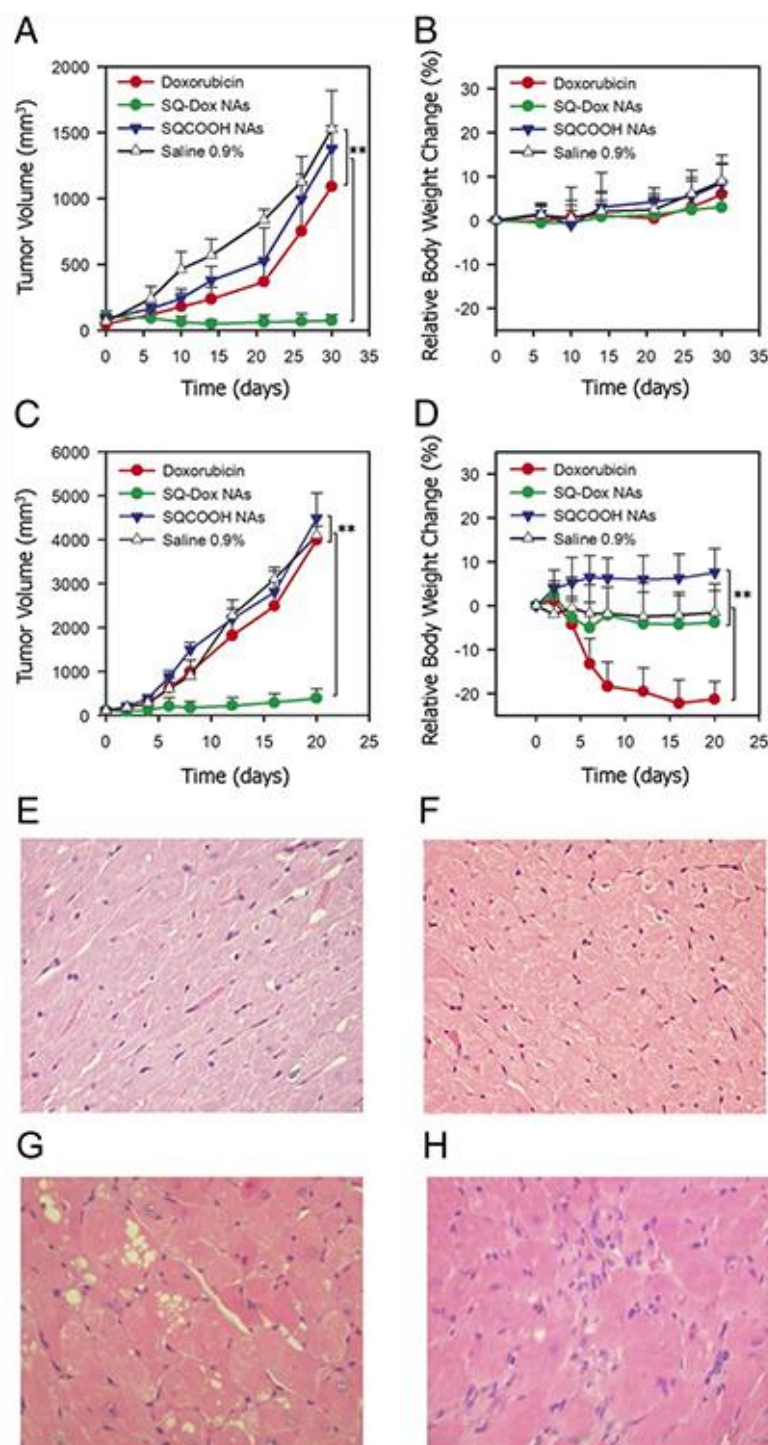 A
Tumor Volume (mm³)
2000
1500
1000
500
0
Doxorubicin
SQ-Dox NAs
SQCOOH NAs
Saline 0.9%
**
0 5 10 15 20 25 30 35
Time (days)
B
Relative Body Weight Change (%)
30
20
10
0
-10
-20
Doxorubicin
SQ-Dox NAs
SQCOOH NAs
Saline 0.9%
0 5 10 15 20 25 30 35
Time (days)
C
Tumor Volume (mm³)
6000
5000
4000
3000
2000
1000
0
Doxorubicin
SQ-Dox NAs
SQCOOH NAs
Saline 0.9%
**
0 5 10 15 20 25
Time (days)
D
Relative Body Weight Change (%)
30
20
10
0
-10
-20
Doxorubicin
SQ-Dox NAs
SQCOOH NAs
Saline 0.9%
**
0 5 10 15 20 25
Time (days)
E
F
G
H